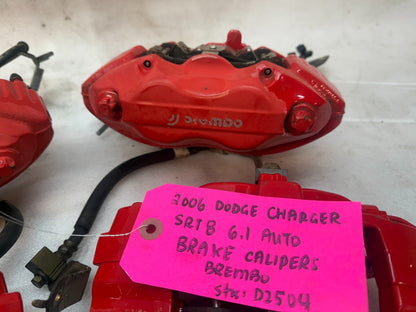 brembo
2006 DODGE CHARGER
SRT8 6.1 AUTO
BRAKE CALIPERS
BREMBO
STK: D2504